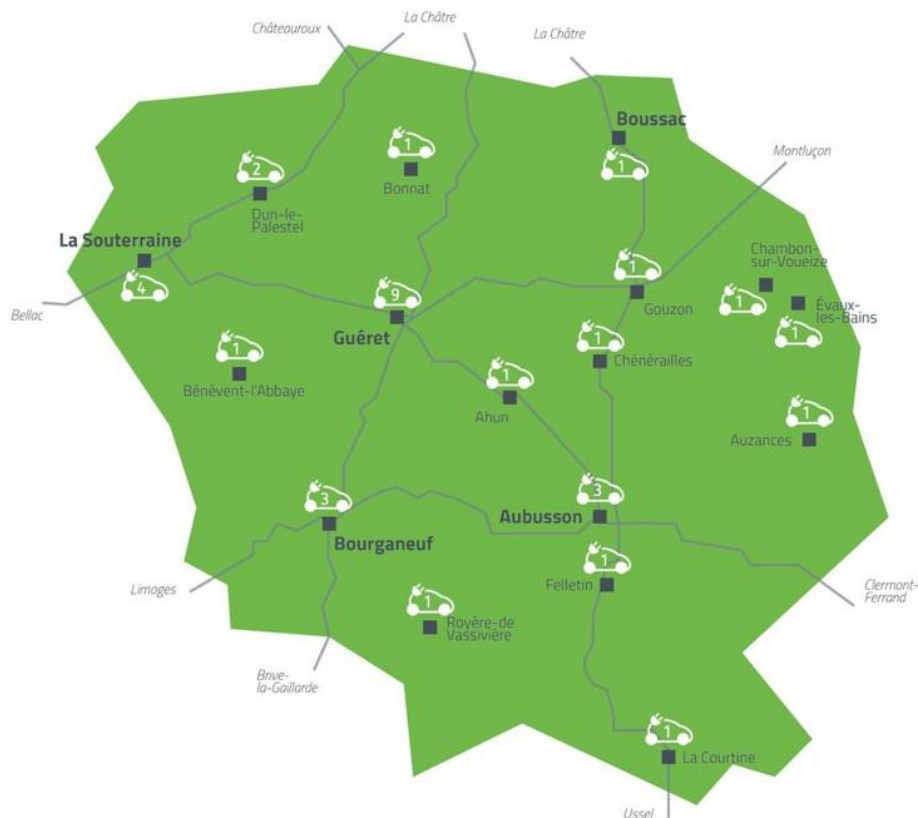 La Châtre
Châteauroux
La Châtre
Boussac
1
Montluçon
1
Bonnat
2
Dun-le-
Palestel
La Souterraine
4
Bellac
Chambon-
sur-Voueize
1
Évaux-
les-Bains
1
1
Gouzon
9
Guéret
1
Chénérailles
1
Bénévent-l'Abbaye
1
Ahun
1
Auzances
3
Bourganeuf
3
Aubusson
1
Felletin
Limoges
Clermont-
Ferrand
1
Royère-de
Vassivière
Brive-
la-Gaillarde
1
La Courtine
Ussel